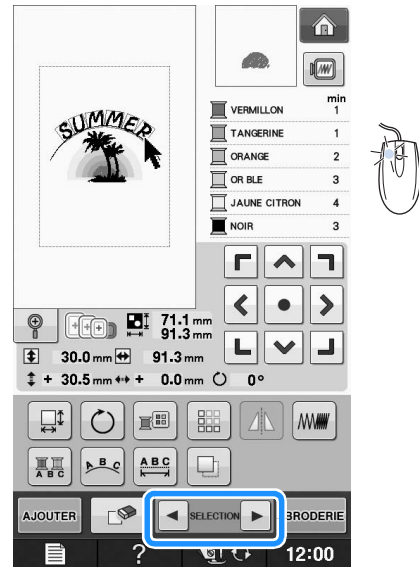 SUMMER
min
VERMILLON 1
TANGERINE 1
ORANGE 2
OR BLE 3
JAUNE CITRON 4
NOIR 3
71.1 mm
91.3 mm
30.0 mm 91.3 mm
+ 30.5 mm + 0.0 mm 0°
A B C A B C A B C
AJOUTER SELECTION BRODERIE
? 12:00